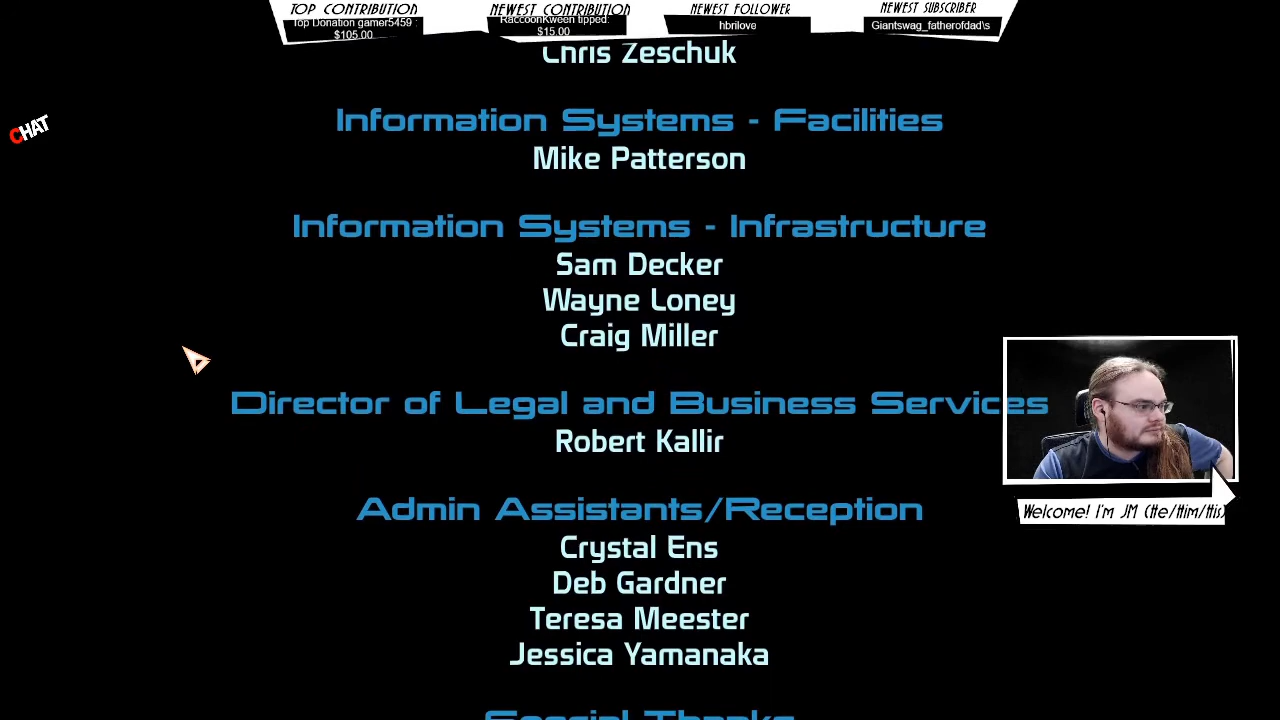 TOP CONTRIBUTION
NEWEST CONTRIBUTION
NEWEST FOLLOWER
NEWEST SUBSCRIBER
Top Donation gamer5459 :
$105.00
RaccoonKween tipped:
$15.00
hbrilove
Giantswag_fatherofdad\s
Chris Zeschuk
CHAT
Information Systems - Facilities
Mike Patterson
Information Systems - Infrastructure
Sam Decker
Wayne Loney
Craig Miller
Director of Legal and Business Services
Robert Kallir
Admin Assistants/Reception
Welcome! I'm JM (He/Him/His)
Crystal Ens
Deb Gardner
Teresa Meester
Jessica Yamanaka
Special Thanks